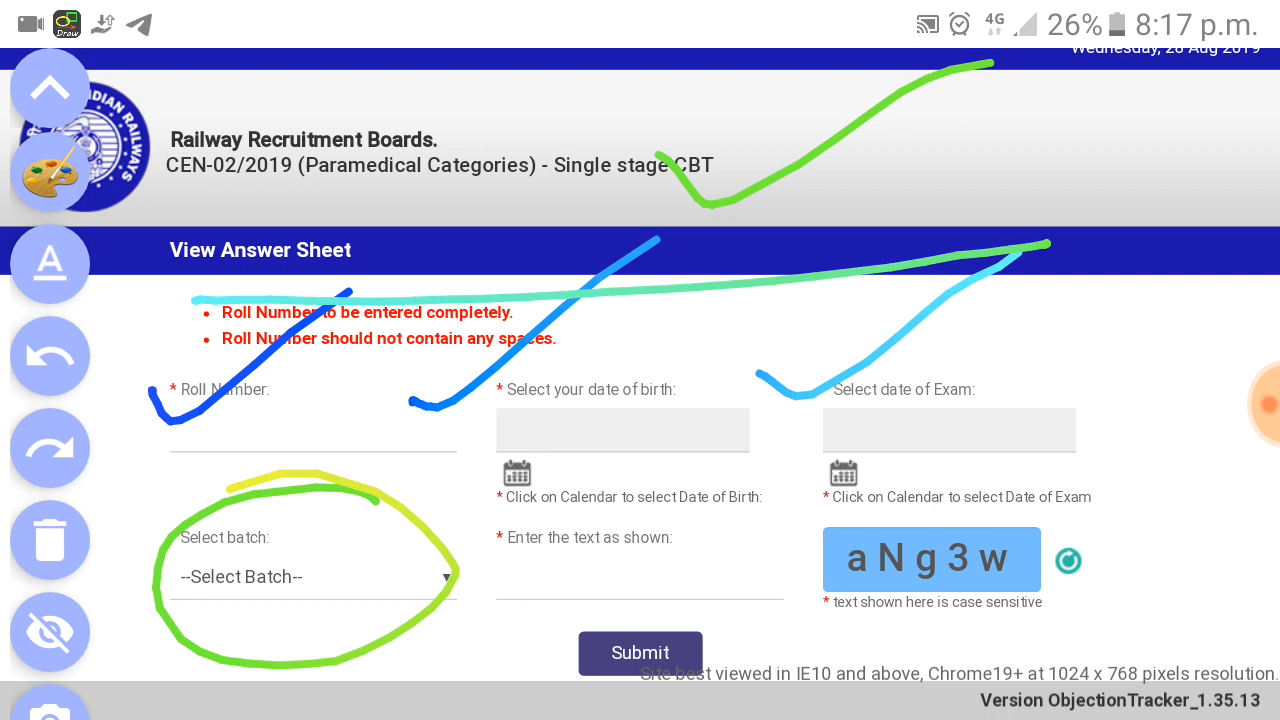 Draw
4G 26% 8:17 p.m.
Wednesday, 28 Aug 2019
INDIAN RAILWAYS
Railway Recruitment Boards.
CEN-02/2019 (Paramedical Categories) - Single stage CBT
A
View Answer Sheet
• Roll Number to be entered completely.
• Roll Number should not contain any spaces.
* Roll Number: * Select your date of birth: Select date of Exam:
* Click on Calendar to select Date of Birth: * Click on Calendar to select Date of Exam
Select batch: * Enter the text as shown: aNg3w
--Select Batch--
* text shown here is case sensitive
Submit
Site best viewed in IE10 and above, Chrome19+ at 1024 x 768 pixels resolution.
Version ObjectionTracker_1.35.13